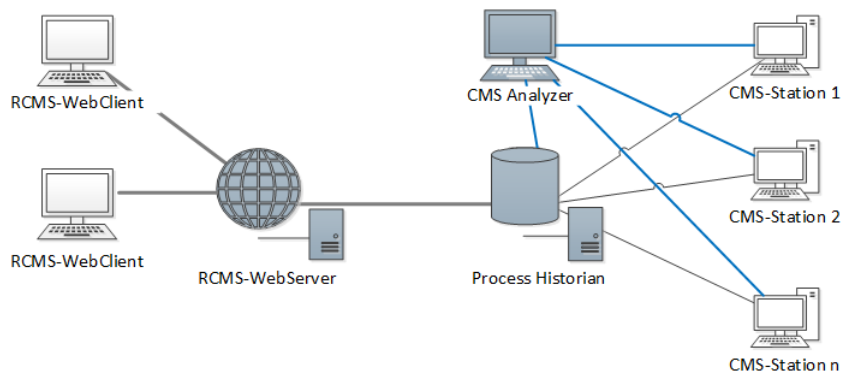 RCMS-WebClient
CMS Analyzer
CMS-Station 1
CMS-Station 2
RCMS-WebClient
RCMS-WebServer
Process Historian
CMS-Station n